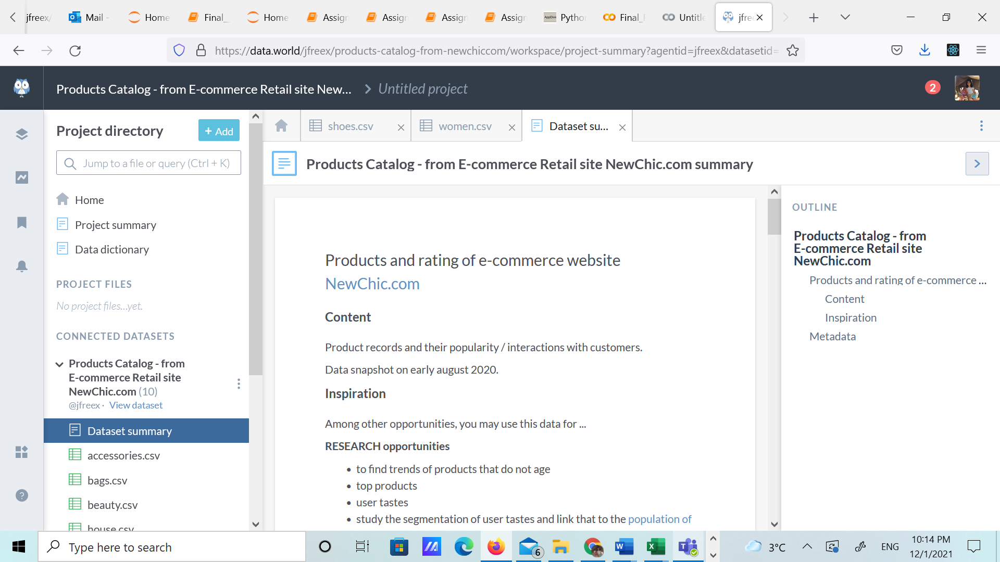 jfreex/
Mail -
Home
Final_
Home
Assign
Assign
Assign
Assign
AppDiv
Python
Final_P
Untitle
jfree
https://data.world/jfreex/products-catalog-from-newchiccom/workspace/project-summary?agentid=jfreex&datasetid=
Products Catalog - from E-commerce Retail site New...
Untitled project
2
Project directory
+ Add
Jump to a file or query (Ctrl + K)
Home
Project summary
Data dictionary
PROJECT FILES
No project files...yet.
CONNECTED DATASETS
Products Catalog - from
E-commerce Retail site
NewChic.com (10)
@jfreex · View dataset
Dataset summary
accessories.csv
bags.csv
beauty.csv
house.csv
shoes.csv
women.csv
Dataset su...
Products Catalog - from E-commerce Retail site NewChic.com summary
Products and rating of e-commerce website
NewChic.com
Content
Product records and their popularity / interactions with customers.
Data snapshot on early august 2020.
Inspiration
Among other opportunities, you may use this data for ...
RESEARCH opportunities
• to find trends of products that do not age
• top products
• user tastes
• study the segmentation of user tastes and link that to the population of
OUTLINE
Products Catalog - from
E-commerce Retail site
NewChic.com
Products and rating of e-commerce ...
Content
Inspiration
Metadata
?
Type here to search
6
3°C
ENG
10:14 PM
12/1/2021